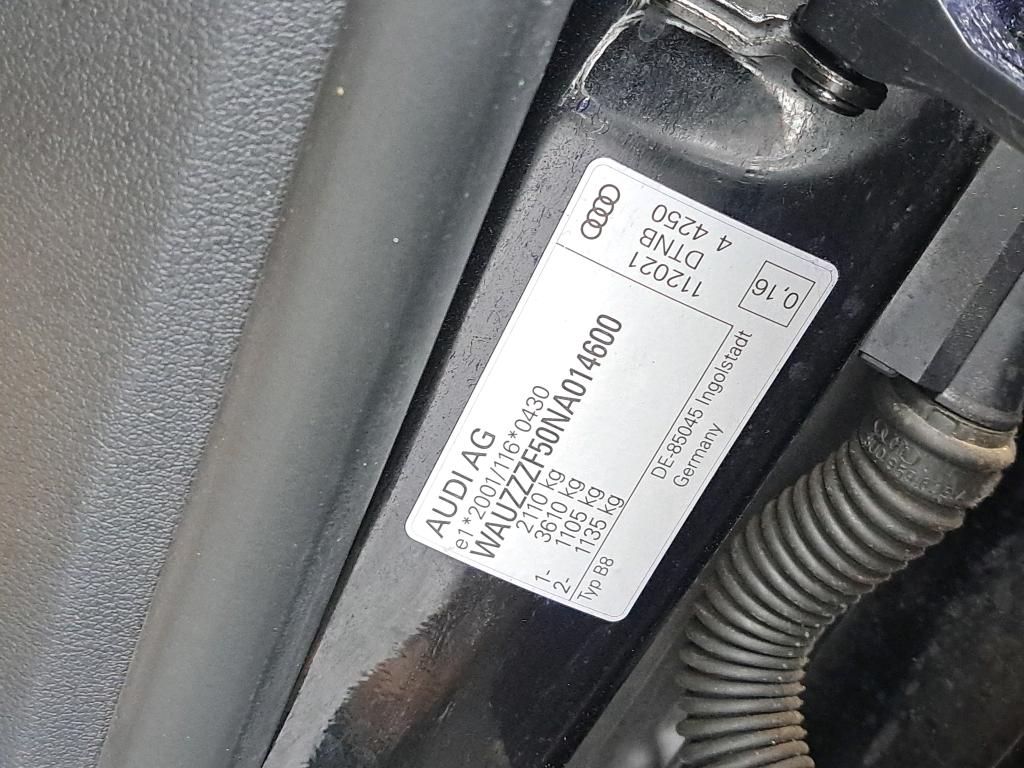 AUDI AG
e1*2001/116*0430
WAUZZZF50NA014600
2110 kg
3610 kg
1- 1105 kg
2- 1135 kg
Typ B8
DE-85045 Ingolstadt
Germany
112021
DTNB
4 4250
0,16